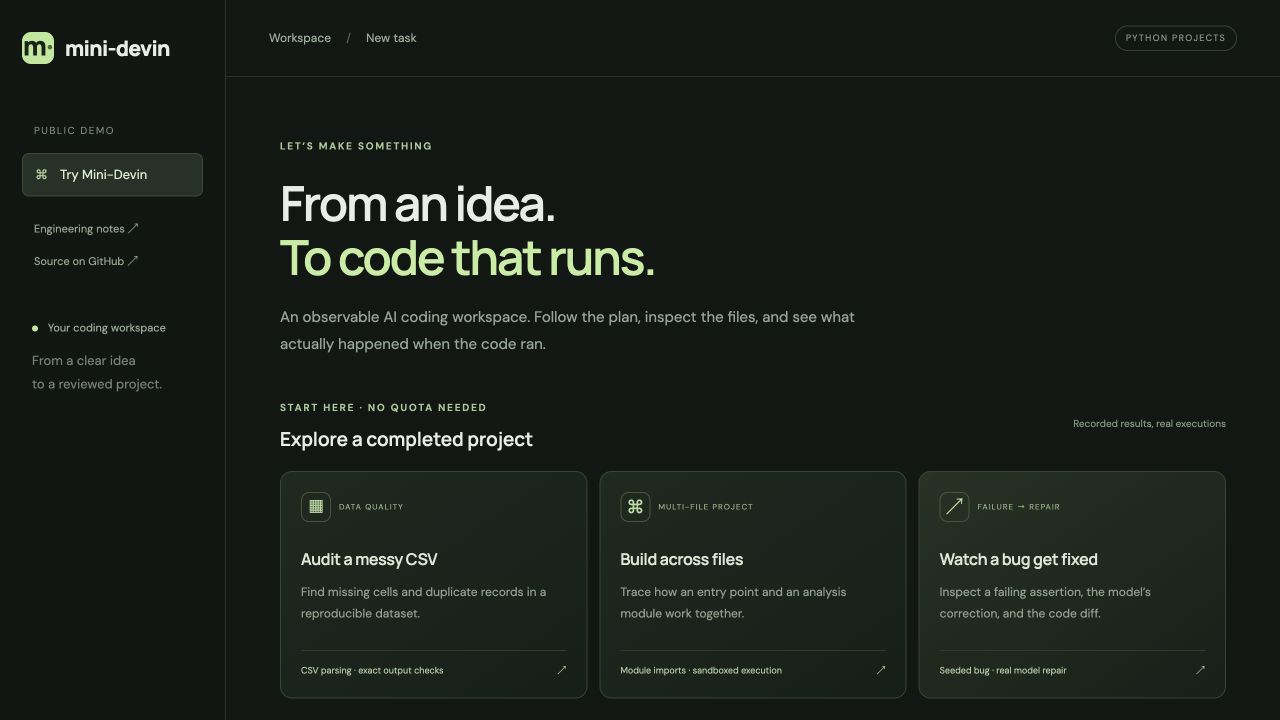 m·
mini-devin
PUBLIC DEMO
⌘ Try Mini-Devin
Engineering notes ↗
Source on GitHub ↗
Your coding workspace
From a clear idea
to a reviewed project.
Workspace / New task
PYTHON PROJECTS
LET'S MAKE SOMETHING
From an idea.
To code that runs.
An observable AI coding workspace. Follow the plan, inspect the files, and see what
actually happened when the code ran.
START HERE · NO QUOTA NEEDED
Explore a completed project
Recorded results, real executions
▦ DATA QUALITY
Audit a messy CSV
Find missing cells and duplicate records in a
reproducible dataset.
CSV parsing · exact output checks ↗
⌘ MULTI-FILE PROJECT
Build across files
Trace how an entry point and an analysis
module work together.
Module imports · sandboxed execution ↗
↗ FAILURE → REPAIR
Watch a bug get fixed
Inspect a failing assertion, the model's
correction, and the code diff.
Seeded bug · real model repair ↗